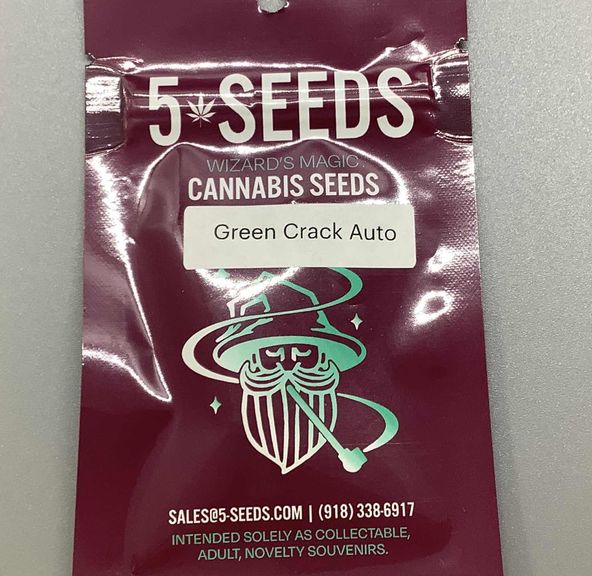 5 SEEDS
WIZARD'S MAGIC
CANNABIS SEEDS
Green Crack Auto
SALES@5-SEEDS.COM | (918) 338-6917
INTENDED SOLELY AS COLLECTABLE,
ADULT, NOVELTY SOUVENIRS.